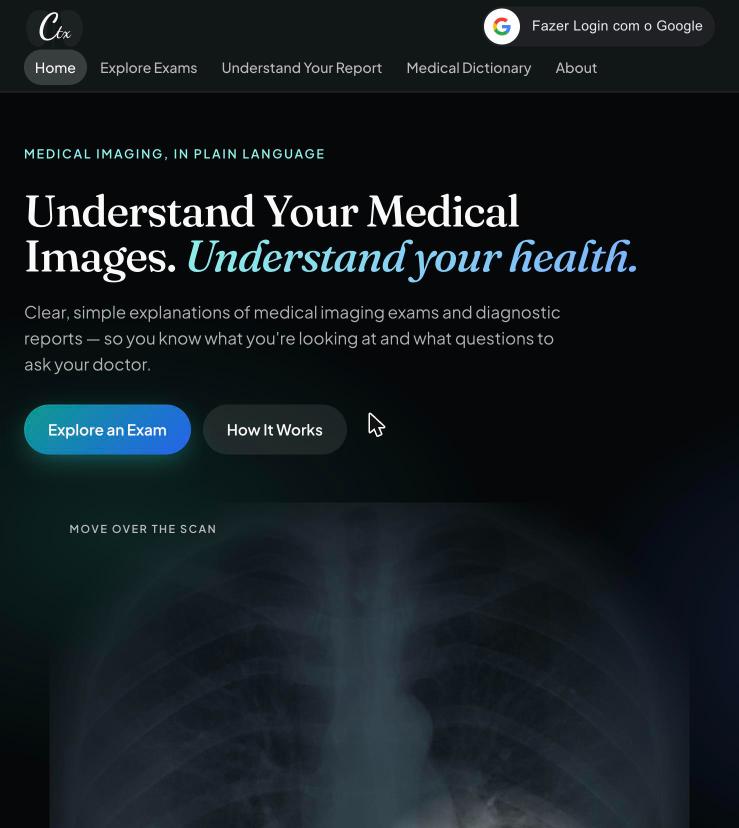 Ctx
Fazer Login com o Google
Home Explore Exams Understand Your Report Medical Dictionary About
MEDICAL IMAGING, IN PLAIN LANGUAGE
Understand Your Medical
Images. Understand your health.
Clear, simple explanations of medical imaging exams and diagnostic
reports — so you know what you're looking at and what questions to
ask your doctor.
Explore an Exam How It Works
MOVE OVER THE SCAN